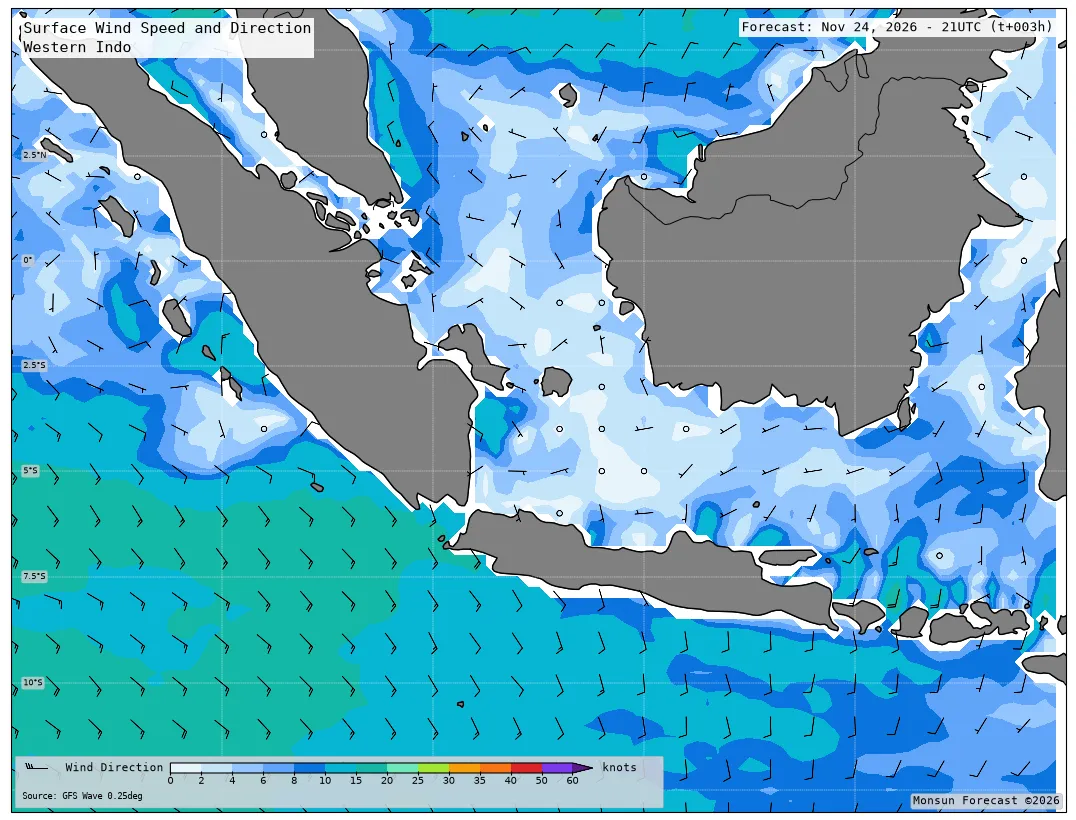 Surface Wind Speed and Direction
Western Indo
Forecast: Nov 24, 2026 - 21UTC (t+003h)
2.5°N
0°
2.5°S
5°S
7.5°S
10°S
Wind Direction
0 2 4 6 8 10 15 20 25 30 35 40 50 60
knots
Source: GFS Wave 0.25deg
Monsun Forecast ©2026